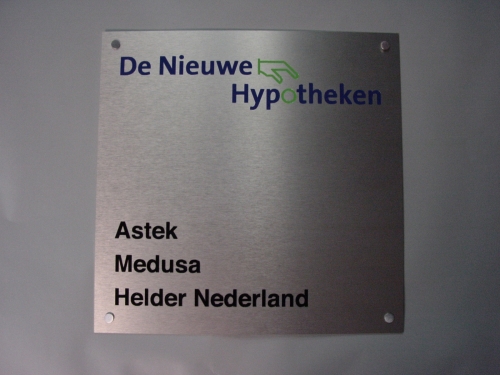 De Nieuwe
Hypotheken
Astek
Medusa
Helder Nederland